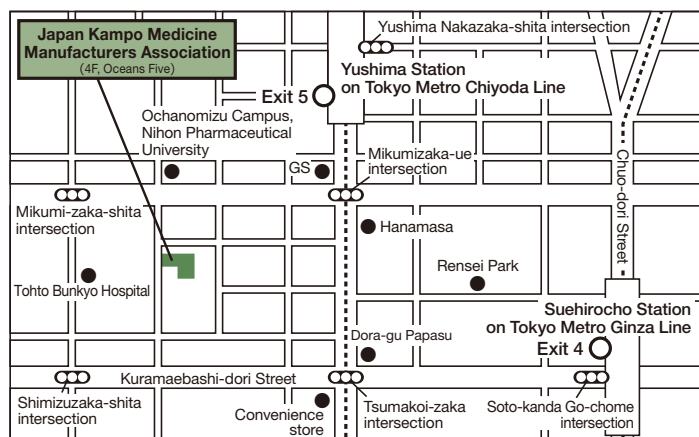 Japan Kampo Medicine
Manufacturers Association
(4F, Oceans Five)
Yushima Nakazaka-shita intersection
Yushima Station
on Tokyo Metro Chiyoda Line
Exit 5
Ochanomizu Campus,
Nihon Pharmaceutical
University
GS
Mikumizaka-ue
intersection
Chuo-dori Street
Mikumi-zaka-shita
intersection
Hanamasa
Rensei Park
Tohto Bunkyo Hospital
Suehirocho Station
on Tokyo Metro Ginza Line
Exit 4
Dora-gu Papasu
Kuramaebashi-dori Street
Shimizuzaka-shita
intersection
Convenience
store
Tsumakoi-zaka
intersection
Soto-kanda Go-chome
intersection